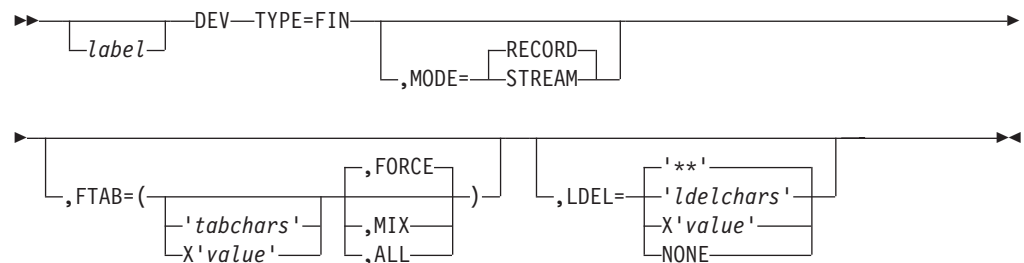 DEV TYPE=FIN
label
RECORD
,MODE= STREAM
,FORCE
'**'
,FTAB=( ) ,LDEL= 'ldelchars'
'tabchars' ,MIX X'value'
X'value' ,ALL NONE